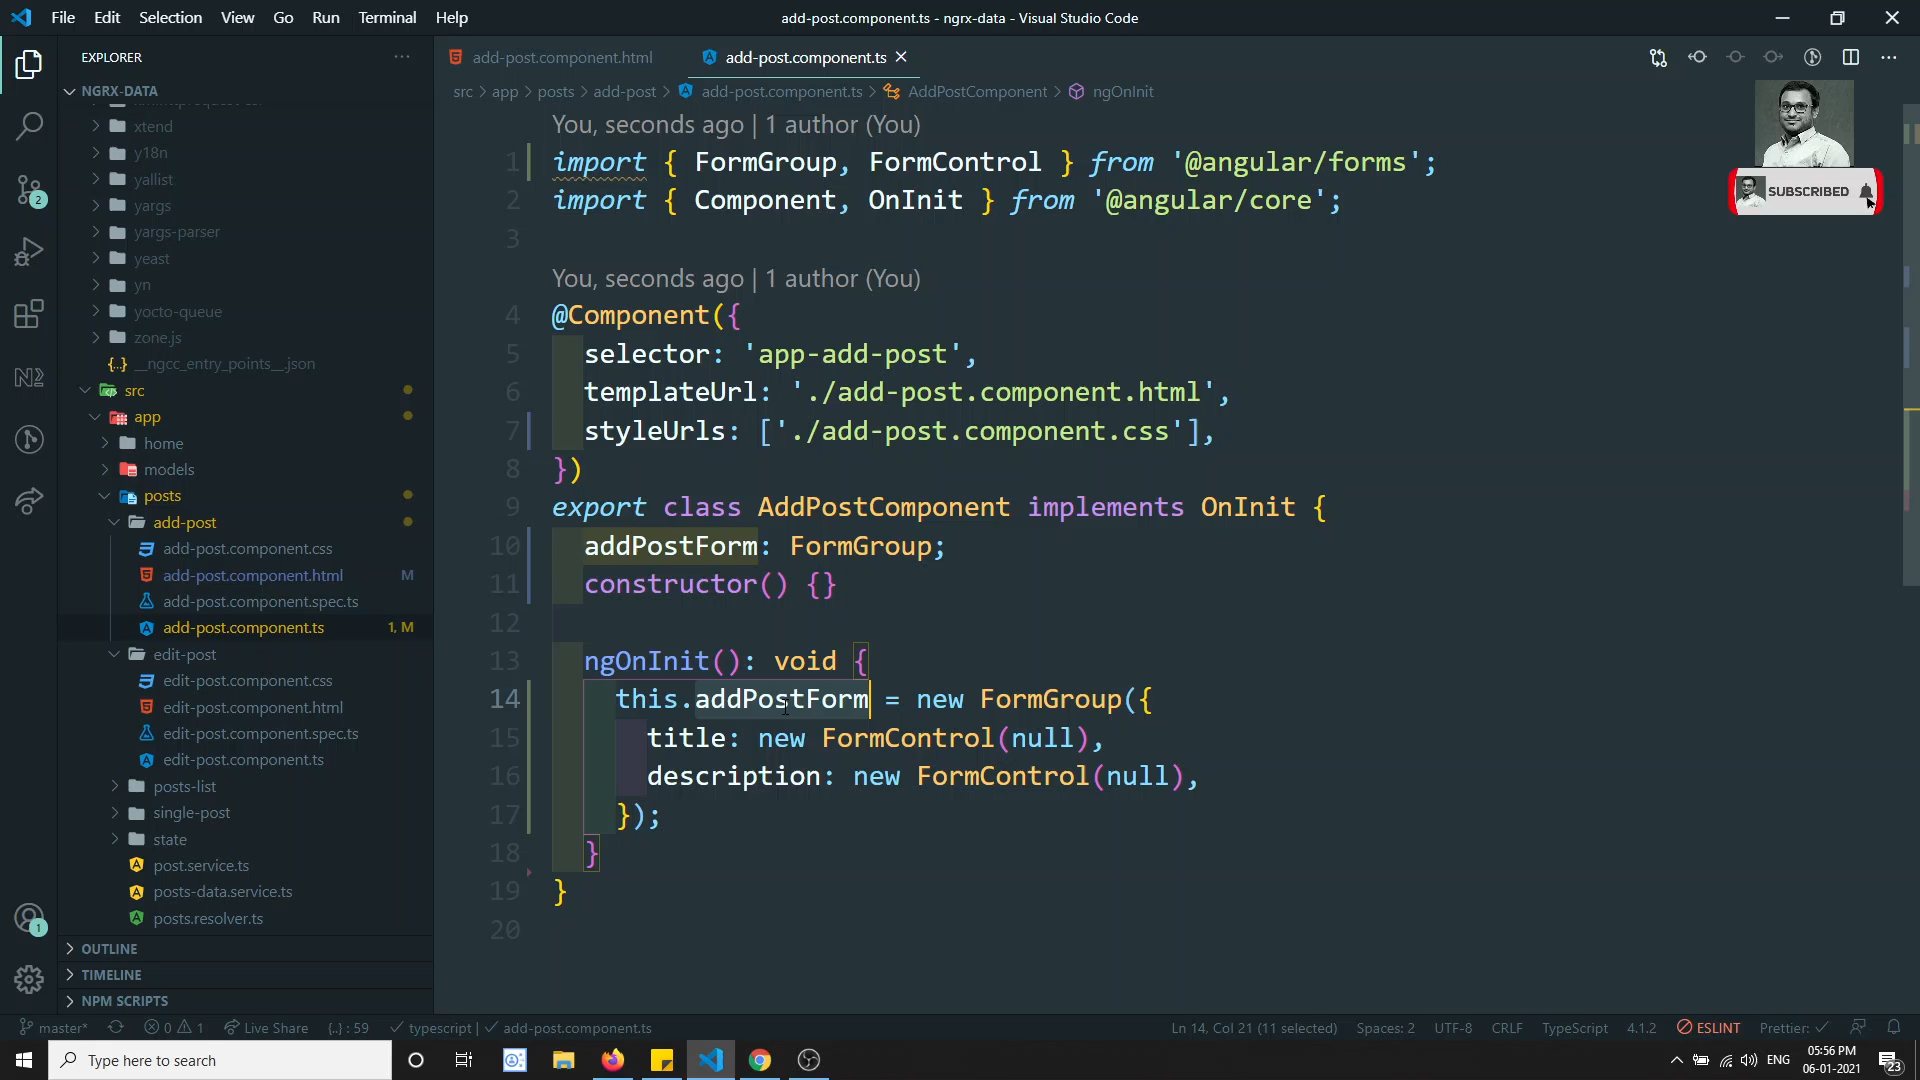 File Edit Selection View Go Run Terminal Help
add-post.component.ts - ngrx-data - Visual Studio Code
EXPLORER
NGRX-DATA
xtend
y18n
yallist
yargs
yargs-parser
yeast
yn
yocto-queue
zone.js
__ngcc_entry_points__.json
src
app
home
models
posts
add-post
add-post.component.css
add-post.component.html M
add-post.component.spec.ts
add-post.component.ts 1, M
edit-post
edit-post.component.css
edit-post.component.html
edit-post.component.spec.ts
edit-post.component.ts
posts-list
single-post
state
post.service.ts
posts-data.service.ts
posts.resolver.ts
OUTLINE
TIMELINE
NPM SCRIPTS
2
1
add-post.component.html add-post.component.ts
src > app > posts > add-post > add-post.component.ts > AddPostComponent > ngOnInit
You, seconds ago | 1 author (You)
1 import { FormGroup, FormControl } from '@angular/forms';
2 import { Component, OnInit } from '@angular/core';
3
You, seconds ago | 1 author (You)
4 @Component({
5 selector: 'app-add-post',
6 templateUrl: './add-post.component.html',
7 styleUrls: ['./add-post.component.css'],
8 })
9 export class AddPostComponent implements OnInit {
10 addPostForm: FormGroup;
11 constructor() {}
12
13 ngOnInit(): void {
14 this.addPostForm = new FormGroup({
15 title: new FormControl(null),
16 description: new FormControl(null),
17 });
18 }
19 }
20
SUBSCRIBED
master* 0 1 Live Share {..} : 59 typescript | add-post.component.ts
Ln 14, Col 21 (11 selected) Spaces: 2 UTF-8 CRLF TypeScript 4.1.2 ESLINT Prettier:
Type here to search
ENG
05:56 PM
06-01-2021
23